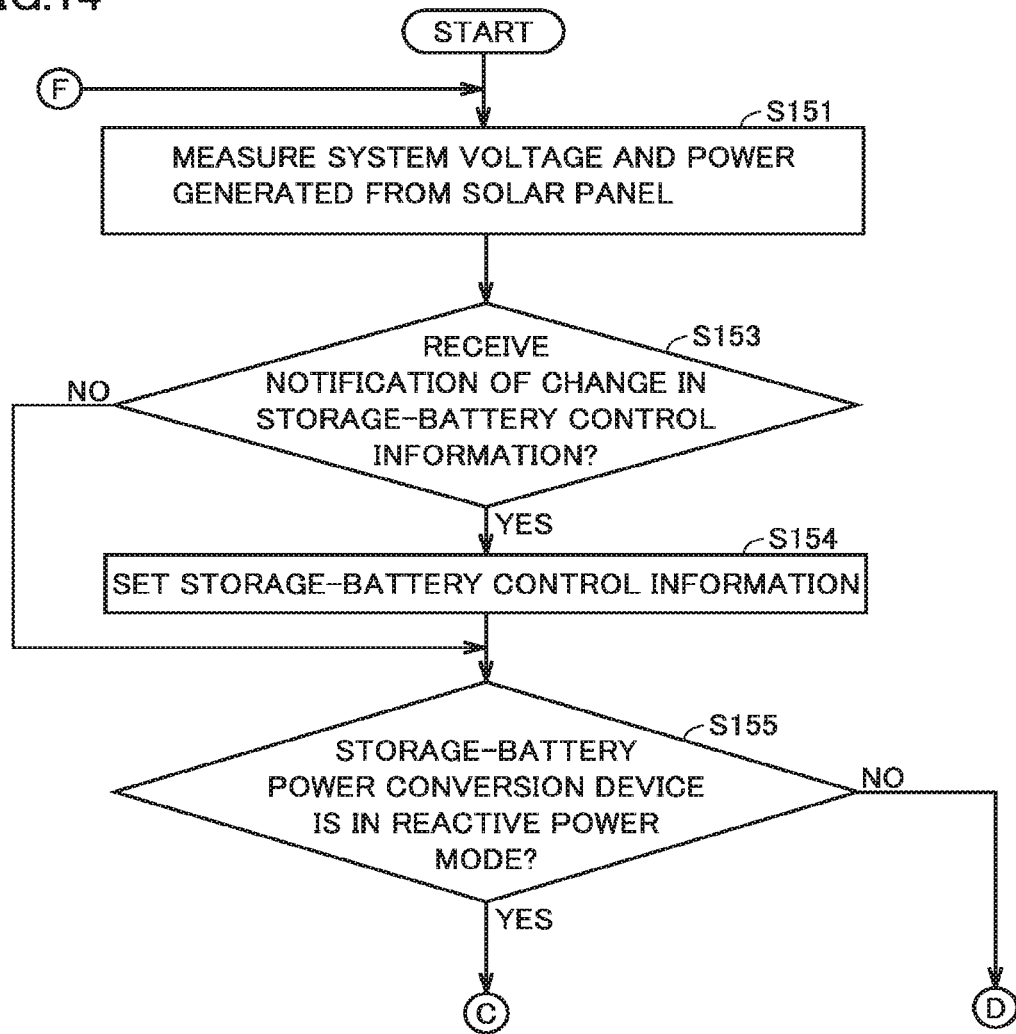 START
F
S151
MEASURE SYSTEM VOLTAGE AND POWER
GENERATED FROM SOLAR PANEL
S153
RECEIVE
NOTIFICATION OF CHANGE IN
STORAGE-BATTERY CONTROL
INFORMATION?
NO
YES
S154
SET STORAGE-BATTERY CONTROL INFORMATION
S155
STORAGE-BATTERY
POWER CONVERSION DEVICE
IS IN REACTIVE POWER
MODE?
NO
YES
C
D